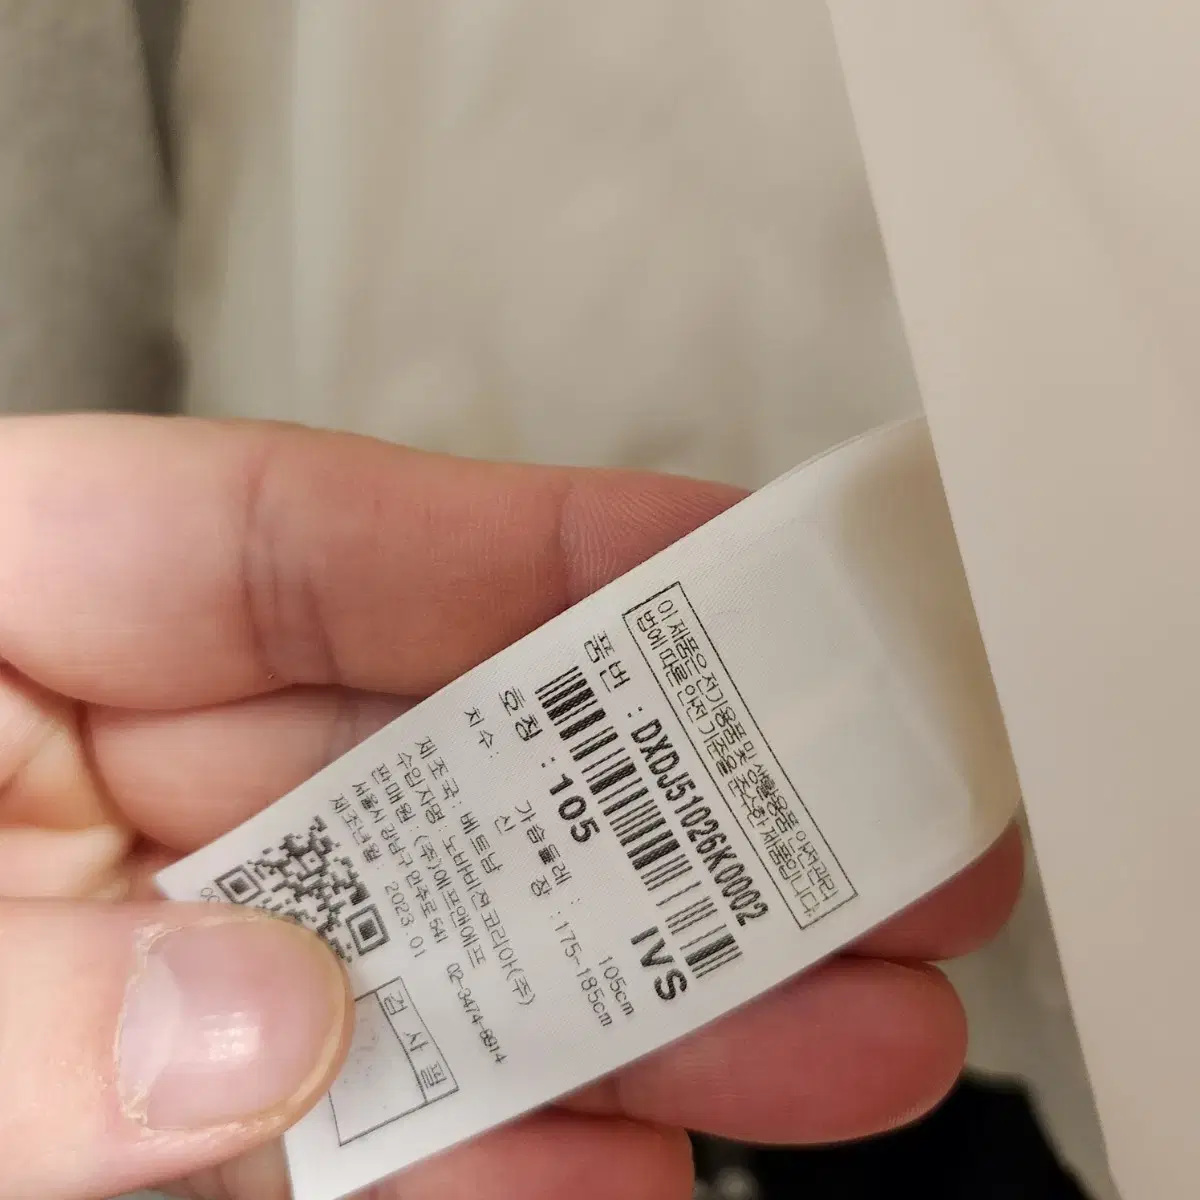 이 제품은 전기용품 및 생활용품 안전관리
법에 따른 안전기준을 준수한 제품입니다
품번 : DXDJ51026K0002
호칭 : 105 IVS
치수: 가슴둘레 : 105cm
신 장 : 175~185cm
제조국: 베트남
수입자명 : 노바비젼코리아(주)
판매원 : (주)에프앤에프 02-3474-8914
서울시 강남구 언주로 541
제조년월 : 2023.01
검 사 필